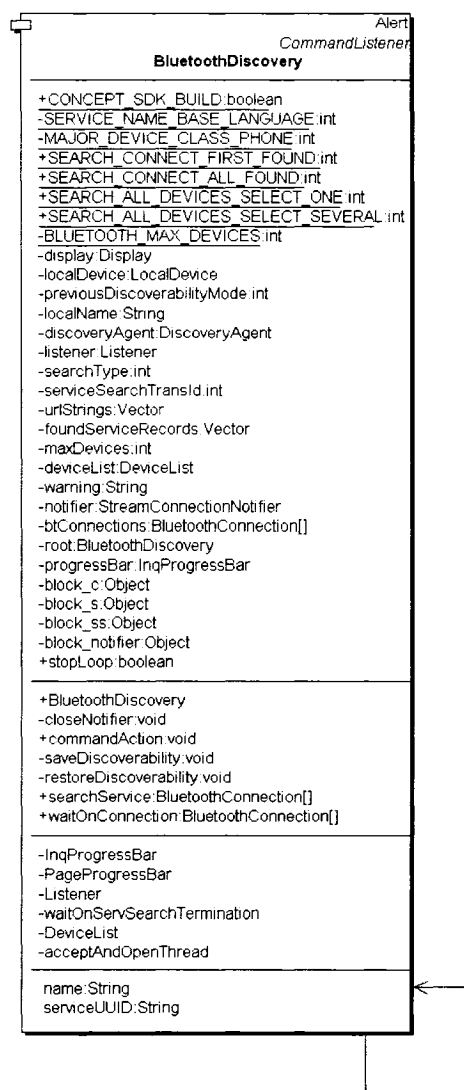 Alert
CommandListener
BluetoothDiscovery
+CONCEPT_SDK_BUILD:boolean
-SERVICE_NAME_BASE_LANGUAGE:int
-MAJOR_DEVICE_CLASS_PHONE:int
+SEARCH_CONNECT_FIRST_FOUND:int
+SEARCH_CONNECT_ALL_FOUND:int
+SEARCH_ALL_DEVICES_SELECT_ONE:int
+SEARCH_ALL_DEVICES_SELECT_SEVERAL:int
-BLUETOOTH_MAX_DEVICES:int
-display:Display
-localDevice:LocalDevice
-previousDiscoverabilityMode:int
-localName:String
-discoveryAgent:DiscoveryAgent
-listener:Listener
-searchType:int
-serviceSearchTransId:int
-urlStrings:Vector
-foundServiceRecords:Vector
-maxDevices:int
-deviceList:DeviceList
-warning:String
-notifier:StreamConnectionNotifier
-btConnections:BluetoothConnection[]
-root:BluetoothDiscovery
-progressBar:InqProgressBar
-block_c:Object
-block_s:Object
-block_ss:Object
-block_notifier:Object
+stopLoop:boolean
+BluetoothDiscovery
-closeNotifier:void
+commandAction:void
-saveDiscoverability:void
-restoreDiscoverability:void
+searchService:BluetoothConnection[]
+waitOnConnection:BluetoothConnection[]
-InqProgressBar
-PageProgressBar
-Listener
-waitOnServSearchTermination
-DeviceList
-acceptAndOpenThread
name:String
serviceUUID:String